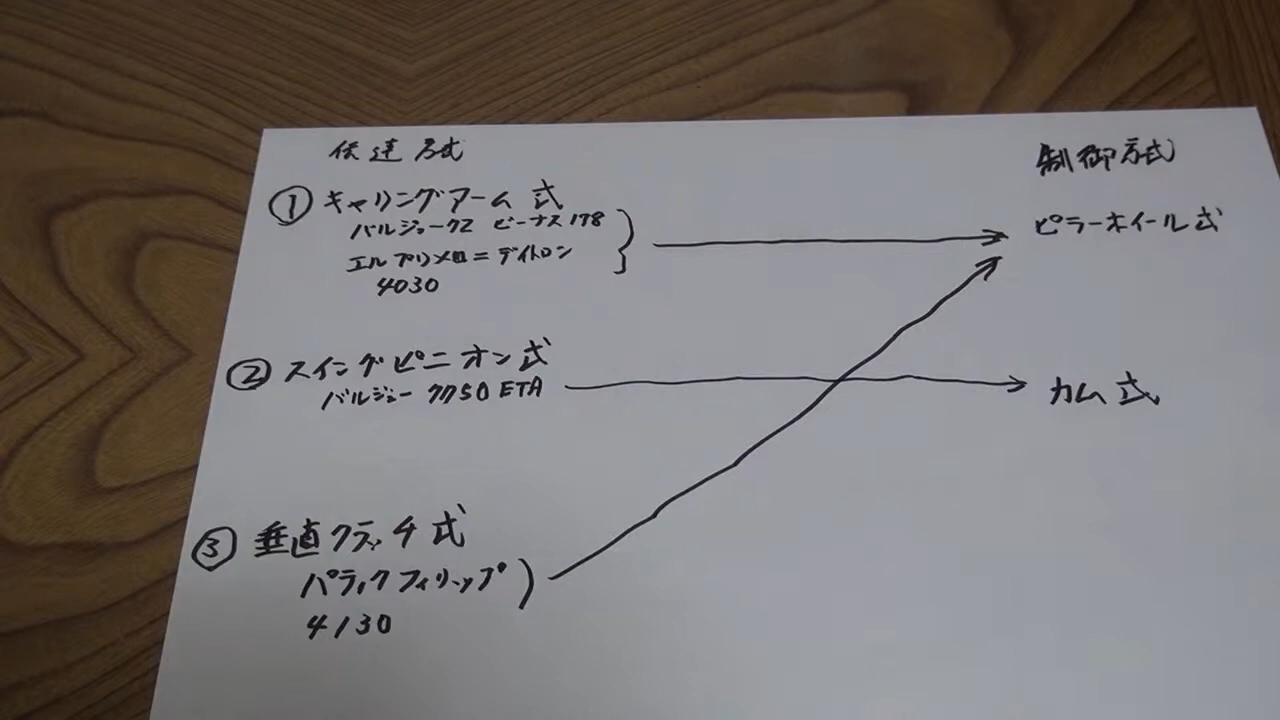 伝達方式
制御方式
① キャリングアーム式
バルジュー72 ビーナス178
エルプリメロ=デイトロン
4030
ピラーホイール式
② スイングピニオン式
バルジュー 7750 ETA
カム式
③ 垂直クラッチ式
パティックフィリップ
4130